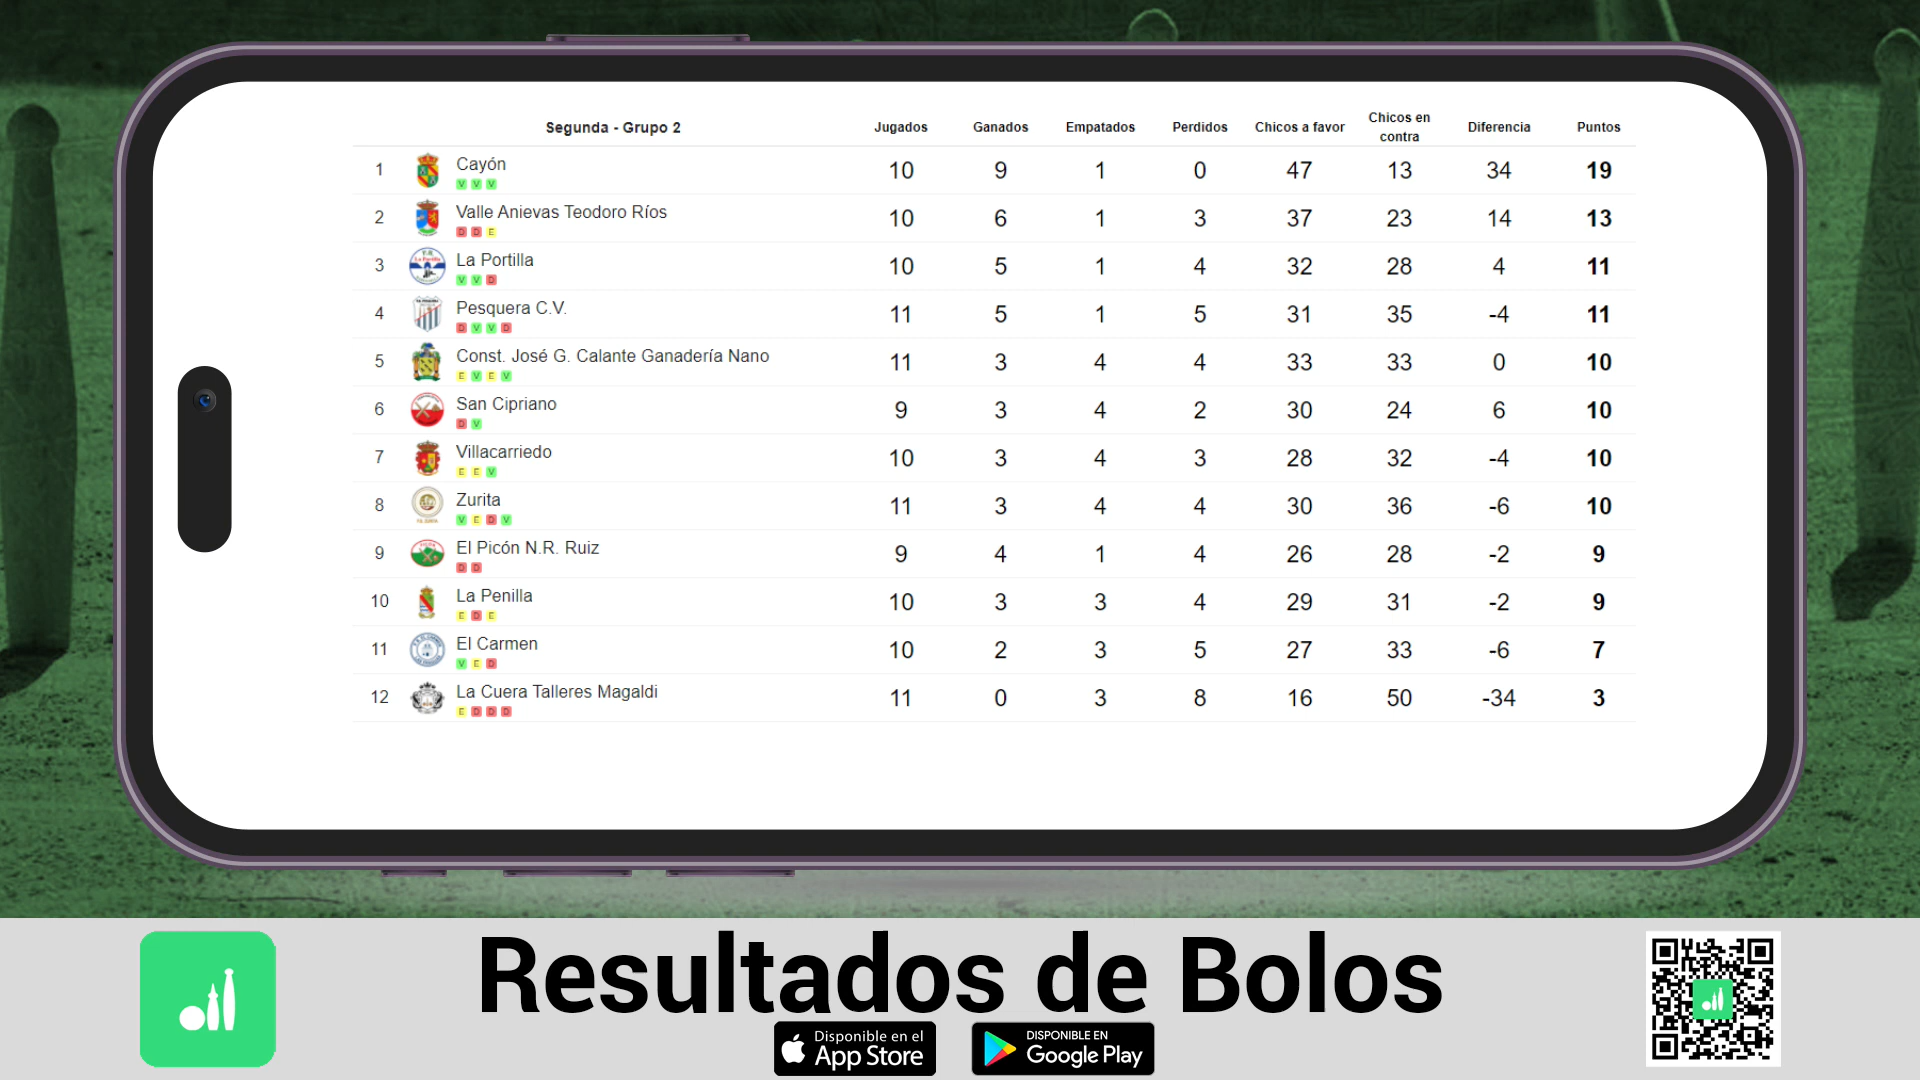 Segunda - Grupo 2 Jugados Ganados Empatados Perdidos Chicos a favor Chicos en contra Diferencia Puntos
1 Cayón 10 9 1 0 47 13 34 19
V V V
2 Valle Anievas Teodoro Ríos 10 6 1 3 37 23 14 13
D D E
3 La Portilla 10 5 1 4 32 28 4 11
V V D
4 Pesquera C.V. 11 5 1 5 31 35 -4 11
D V V D
5 Const. José G. Calante Ganadería Nano 11 3 4 4 33 33 0 10
E V E V
6 San Cipriano 9 3 4 2 30 24 6 10
D V
7 Villacarriedo 10 3 4 3 28 32 -4 10
E E V
8 Zurita 11 3 4 4 30 36 -6 10
V E D V
9 El Picón N.R. Ruiz 9 4 1 4 26 28 -2 9
D D
10 La Penilla 10 3 3 4 29 31 -2 9
E D E
11 El Carmen 10 2 3 5 27 33 -6 7
V E D
12 La Cuera Talleres Magaldi 11 0 3 8 16 50 -34 3
E D D D
Resultados de Bolos
Disponible en el
App Store
DISPONIBLE EN
Google Play